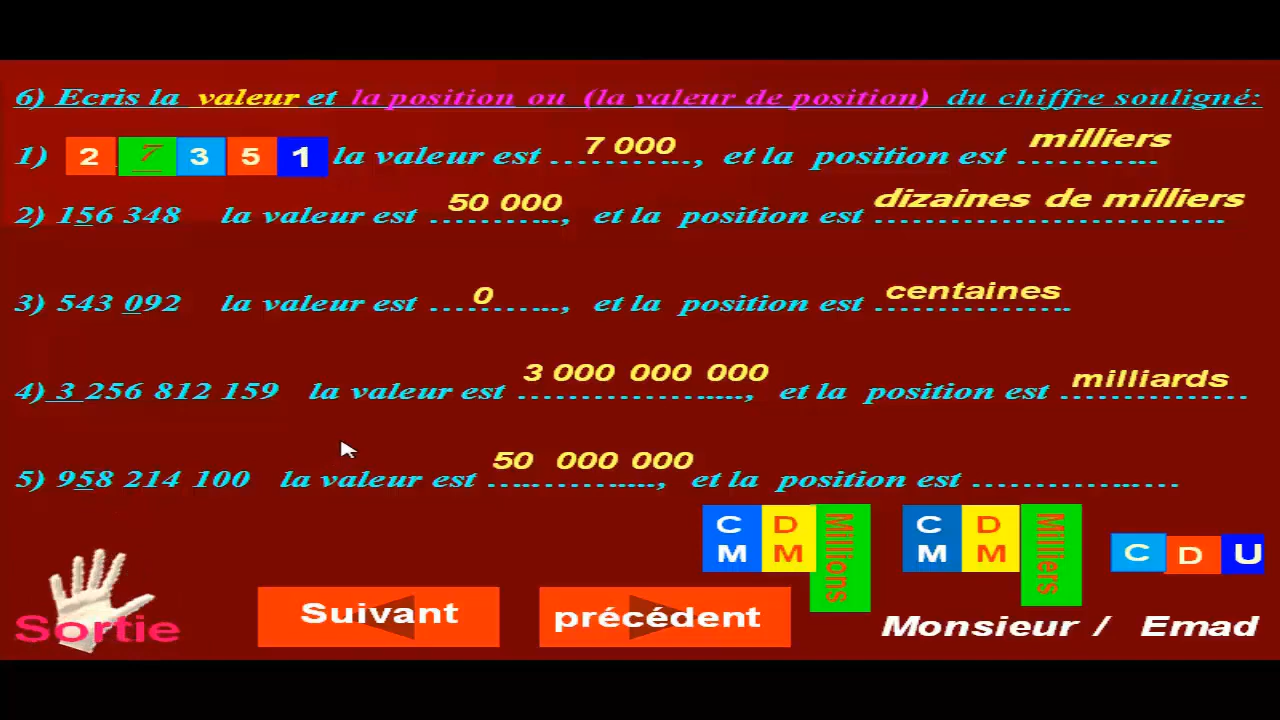 6) Ecris la valeur et la position ou (la valeur de position) du chiffre souligné:
1) 2 7 3 5 1 la valeur est ...7 000..., et la position est ...milliers...
2) 156 348 la valeur est ...50 000..., et la position est ...dizaines de milliers...
3) 543 092 la valeur est ...0..., et la position est ...centaines...
4) 3 256 812 159 la valeur est ...3 000 000 000..., et la position est ...milliards...
5) 958 214 100 la valeur est ...50 000 000..., et la position est ..................
C M D M Millions C M D M Milliers C D U
Sortie Suivant précédent Monsieur / Emad